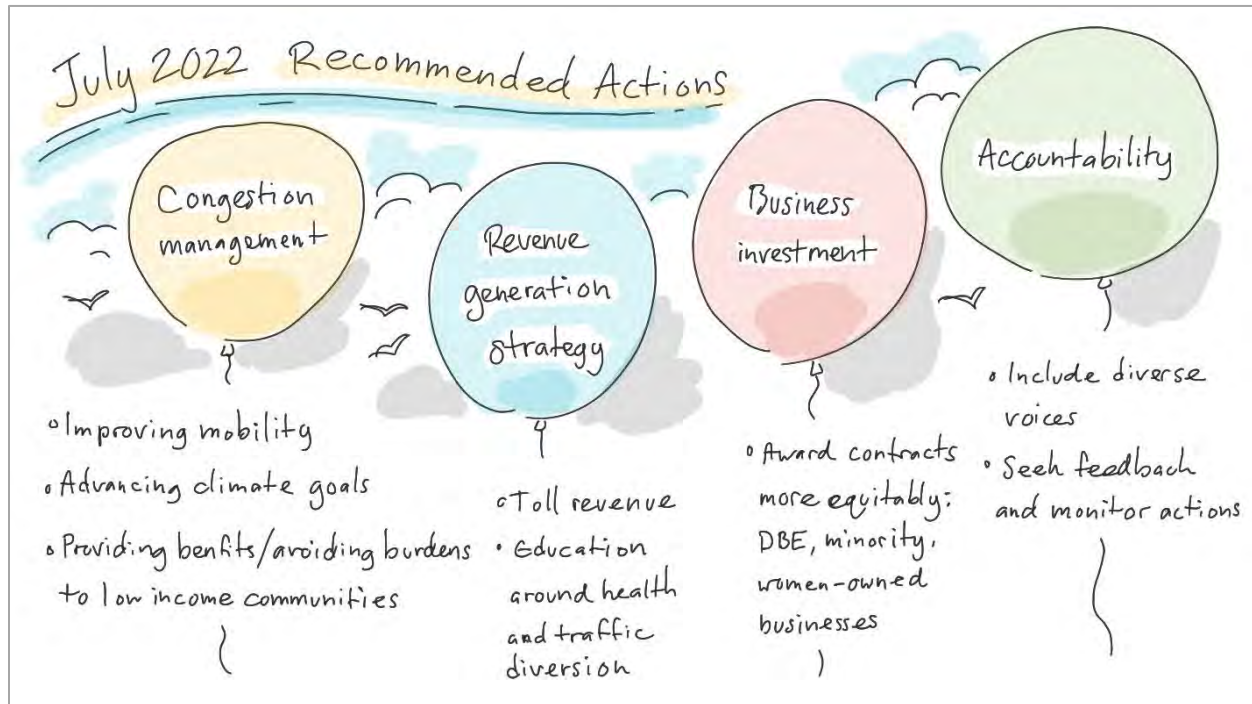 July 2022 Recommended Actions
Congestion
management
• Improving mobility
• Advancing climate goals
• Providing benfits/avoiding burdens
to low income communities
Revenue
generation
strategy
• Toll revenue
• Education
around health
and traffic
diversion
Business
investment
• Award contracts
more equitably:
DBE, minority,
women-owned
businesses
Accountability
• Include diverse
voices
• Seek feedback
and monitor actions